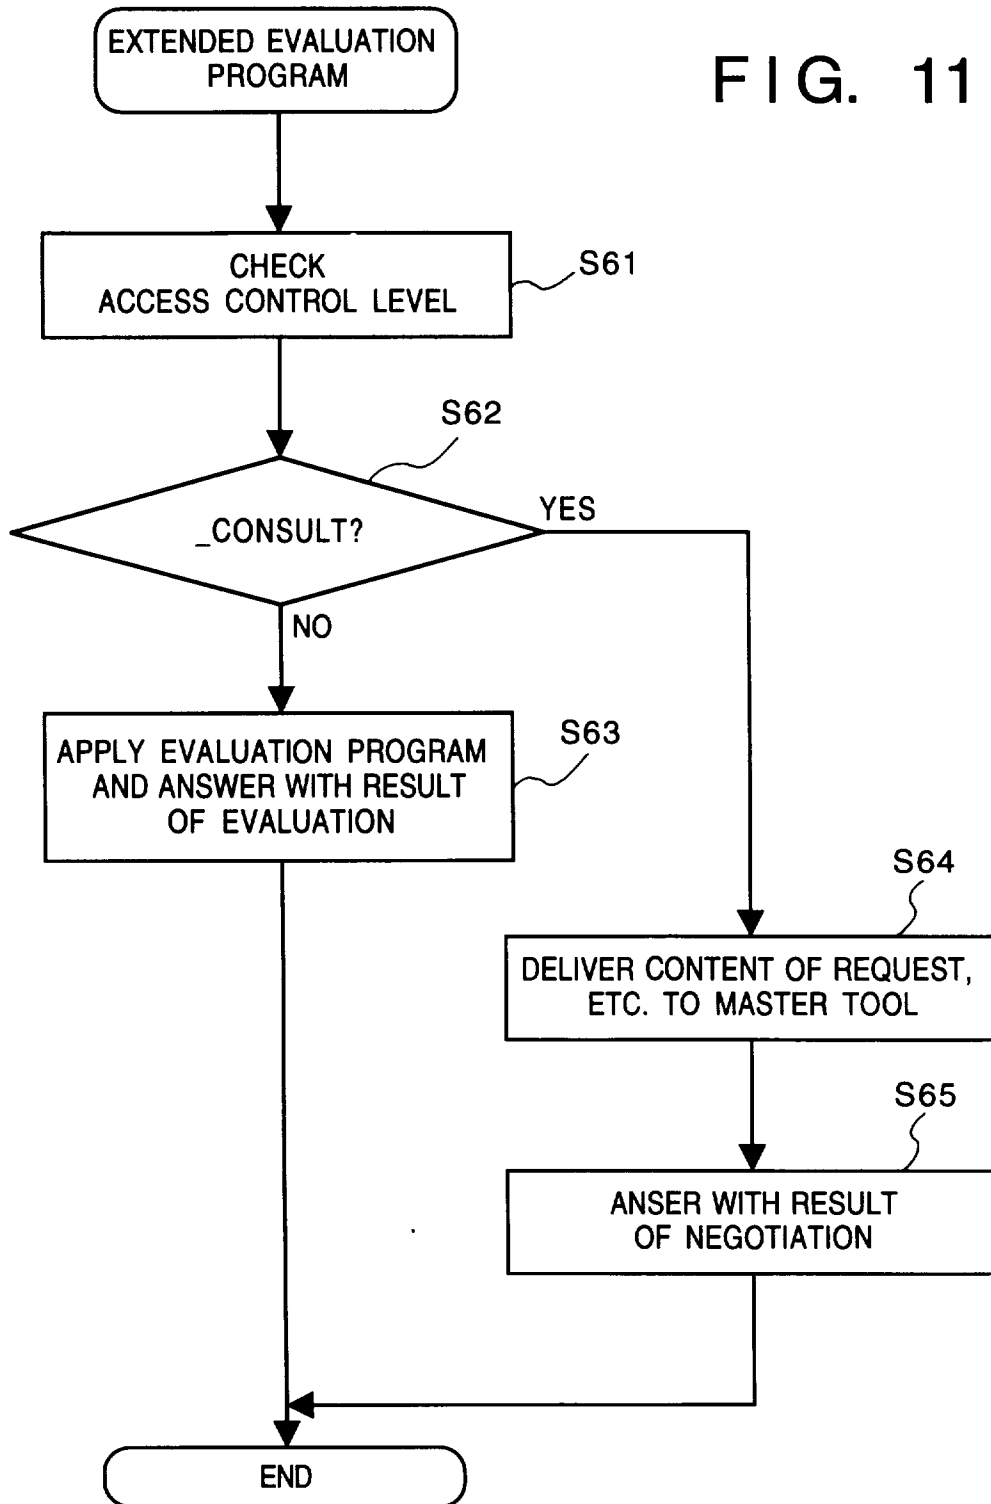 EXTENDED EVALUATION
PROGRAM
FIG. 11
CHECK
ACCESS CONTROL LEVEL
S61
S62
_CONSULT?
YES
NO
APPLY EVALUATION PROGRAM
AND ANSWER WITH RESULT
OF EVALUATION
S63
S64
DELIVER CONTENT OF REQUEST,
ETC. TO MASTER TOOL
S65
ANSER WITH RESULT
OF NEGOTIATION
END